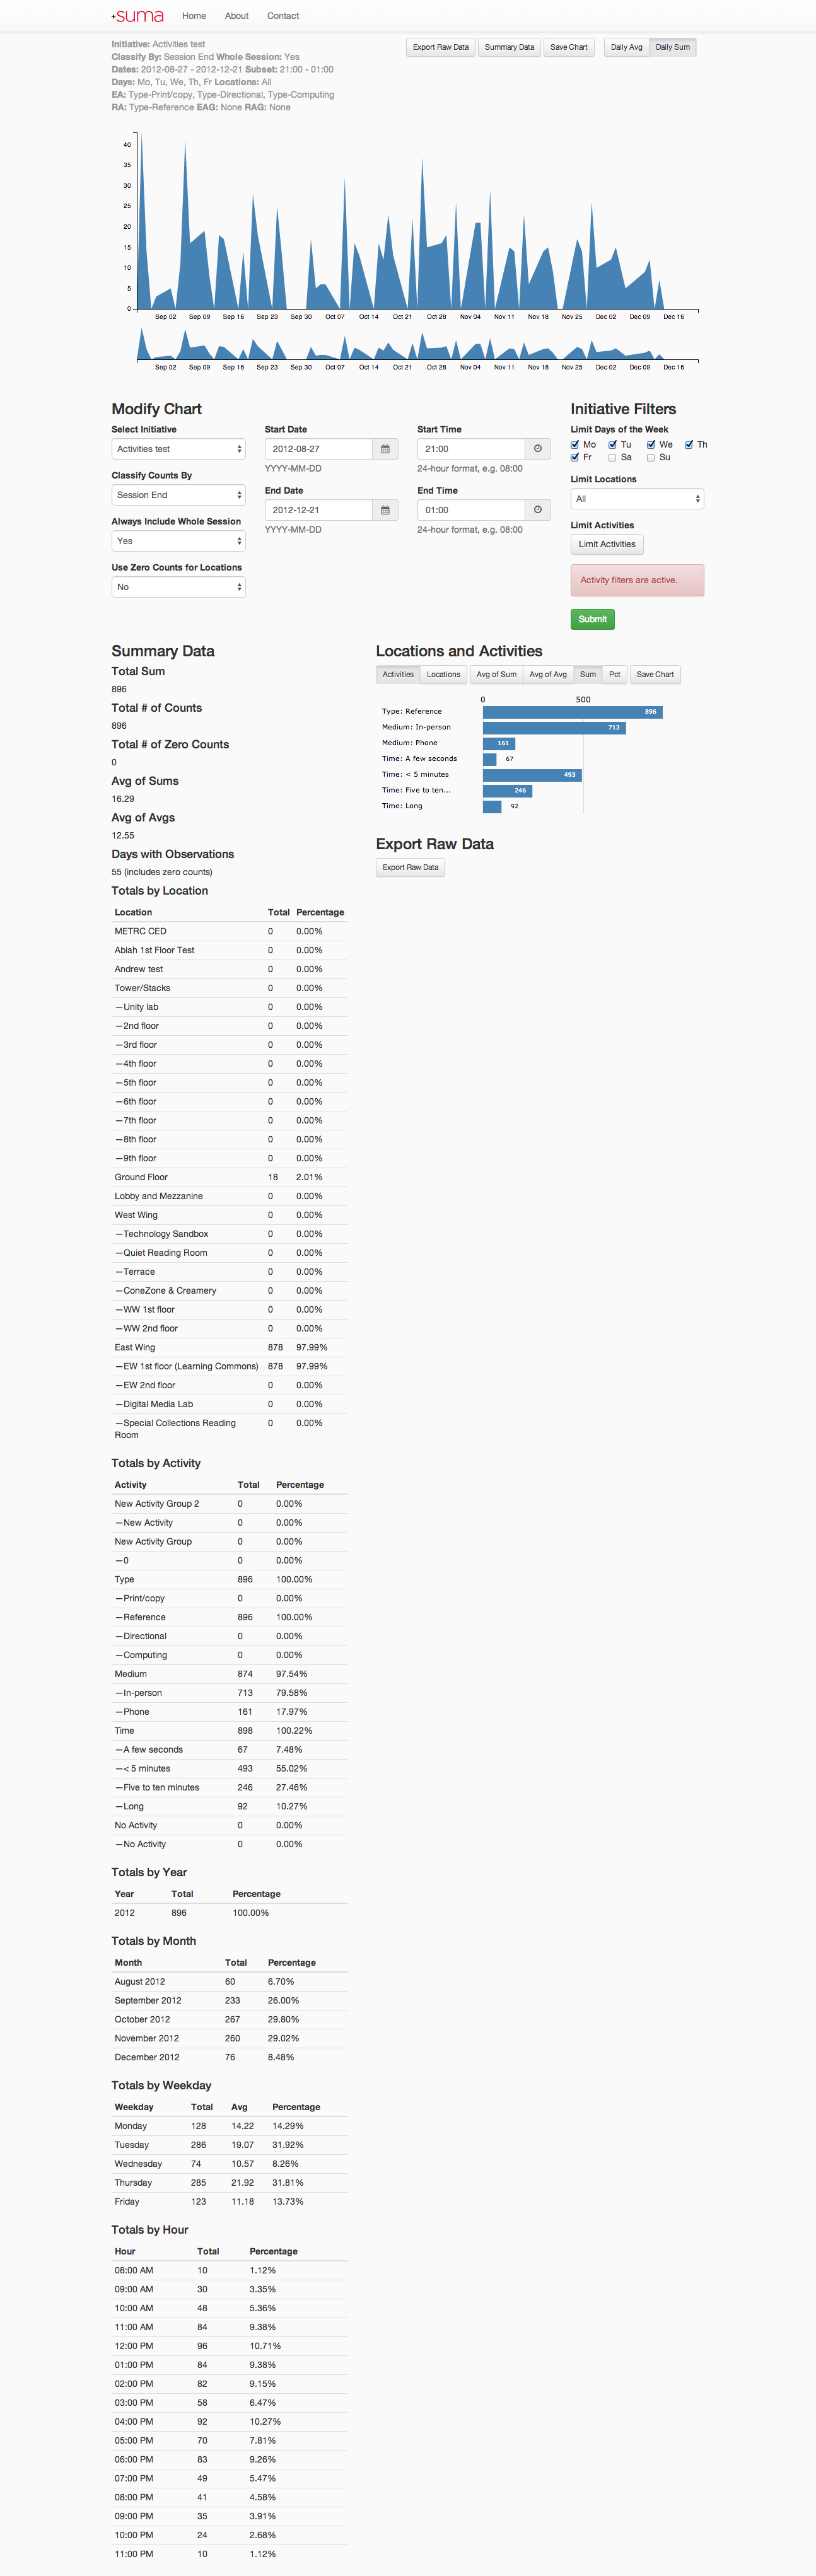 +suma Home About Contact
Initiative: Activities test
Classify By: Session End Whole Session: Yes
Dates: 2012-08-27 - 2012-12-21 Subset: 21:00 - 01:00
Days: Mo, Tu, We, Th, Fr Locations: All
EA: Type-Print/copy, Type-Directional, Type-Computing
RA: Type-Reference EAG: None RAG: None
Export Raw Data Summary Data Save Chart Daily Avg Daily Sum
40
35
30
25
20
15
10
5
0
Sep 02 Sep 09 Sep 16 Sep 23 Sep 30 Oct 07 Oct 14 Oct 21 Oct 28 Nov 04 Nov 11 Nov 18 Nov 25 Dec 02 Dec 09 Dec 16
Sep 02 Sep 09 Sep 16 Sep 23 Sep 30 Oct 07 Oct 14 Oct 21 Oct 28 Nov 04 Nov 11 Nov 18 Nov 25 Dec 02 Dec 09 Dec 16
Modify Chart
Select Initiative
Activities test
Classify Counts By
Session End
Always Include Whole Session
Yes
Use Zero Counts for Locations
No
Start Date
2012-08-27
YYYY-MM-DD
End Date
2012-12-21
YYYY-MM-DD
Start Time
21:00
24-hour format, e.g. 08:00
End Time
01:00
24-hour format, e.g. 08:00
Initiative Filters
Limit Days of the Week
Mo Tu We Th
Fr Sa Su
Limit Locations
All
Limit Activities
Limit Activities
Activity filters are active.
Submit
Summary Data
Total Sum
896
Total # of Counts
896
Total # of Zero Counts
0
Avg of Sums
16.29
Avg of Avgs
12.55
Days with Observations
55 (includes zero counts)
Locations and Activities
Activities Locations Avg of Sum Avg of Avg Sum Pct Save Chart
0 500
Type: Reference 896
Medium: In-person 713
Medium: Phone 161
Time: A few seconds 67
Time: < 5 minutes 493
Time: Five to ten... 246
Time: Long 92
Export Raw Data
Export Raw Data
Totals by Location
Location Total Percentage
METRC CED 0 0.00%
Ablah 1st Floor Test 0 0.00%
Andrew test 0 0.00%
Tower/Stacks 0 0.00%
—Unity lab 0 0.00%
—2nd floor 0 0.00%
—3rd floor 0 0.00%
—4th floor 0 0.00%
—5th floor 0 0.00%
—6th floor 0 0.00%
—7th floor 0 0.00%
—8th floor 0 0.00%
—9th floor 0 0.00%
Ground Floor 18 2.01%
Lobby and Mezzanine 0 0.00%
West Wing 0 0.00%
—Technology Sandbox 0 0.00%
—Quiet Reading Room 0 0.00%
—Terrace 0 0.00%
—ConeZone & Creamery 0 0.00%
—WW 1st floor 0 0.00%
—WW 2nd floor 0 0.00%
East Wing 878 97.99%
—EW 1st floor (Learning Commons) 878 97.99%
—EW 2nd floor 0 0.00%
—Digital Media Lab 0 0.00%
—Special Collections Reading 0 0.00%
Room
Totals by Activity
Activity Total Percentage
New Activity Group 2 0 0.00%
—New Activity 0 0.00%
New Activity Group 0 0.00%
—0 0 0.00%
Type 896 100.00%
—Print/copy 0 0.00%
—Reference 896 100.00%
—Directional 0 0.00%
—Computing 0 0.00%
Medium 874 97.54%
—In-person 713 79.58%
—Phone 161 17.97%
Time 898 100.22%
—A few seconds 67 7.48%
—< 5 minutes 493 55.02%
—Five to ten minutes 246 27.46%
—Long 92 10.27%
No Activity 0 0.00%
—No Activity 0 0.00%
Totals by Year
Year Total Percentage
2012 896 100.00%
Totals by Month
Month Total Percentage
August 2012 60 6.70%
September 2012 233 26.00%
October 2012 267 29.80%
November 2012 260 29.02%
December 2012 76 8.48%
Totals by Weekday
Weekday Total Avg Percentage
Monday 128 14.22 14.29%
Tuesday 286 19.07 31.92%
Wednesday 74 10.57 8.26%
Thursday 285 21.92 31.81%
Friday 123 11.18 13.73%
Totals by Hour
Hour Total Percentage
08:00 AM 10 1.12%
09:00 AM 30 3.35%
10:00 AM 48 5.36%
11:00 AM 84 9.38%
12:00 PM 96 10.71%
01:00 PM 84 9.38%
02:00 PM 82 9.15%
03:00 PM 58 6.47%
04:00 PM 92 10.27%
05:00 PM 70 7.81%
06:00 PM 83 9.26%
07:00 PM 49 5.47%
08:00 PM 41 4.58%
09:00 PM 35 3.91%
10:00 PM 24 2.68%
11:00 PM 10 1.12%